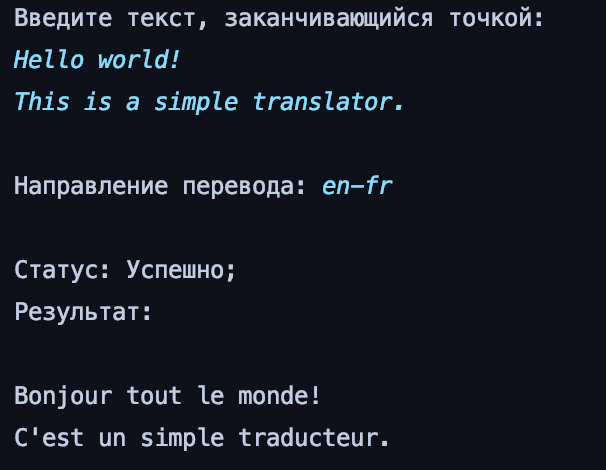 Введите текст, заканчивающийся точкой:
Hello world!
This is a simple translator.
Направление перевода: en-fr
Статус: Успешно;
Результат:
Bonjour tout le monde!
C'est un simple traducteur.